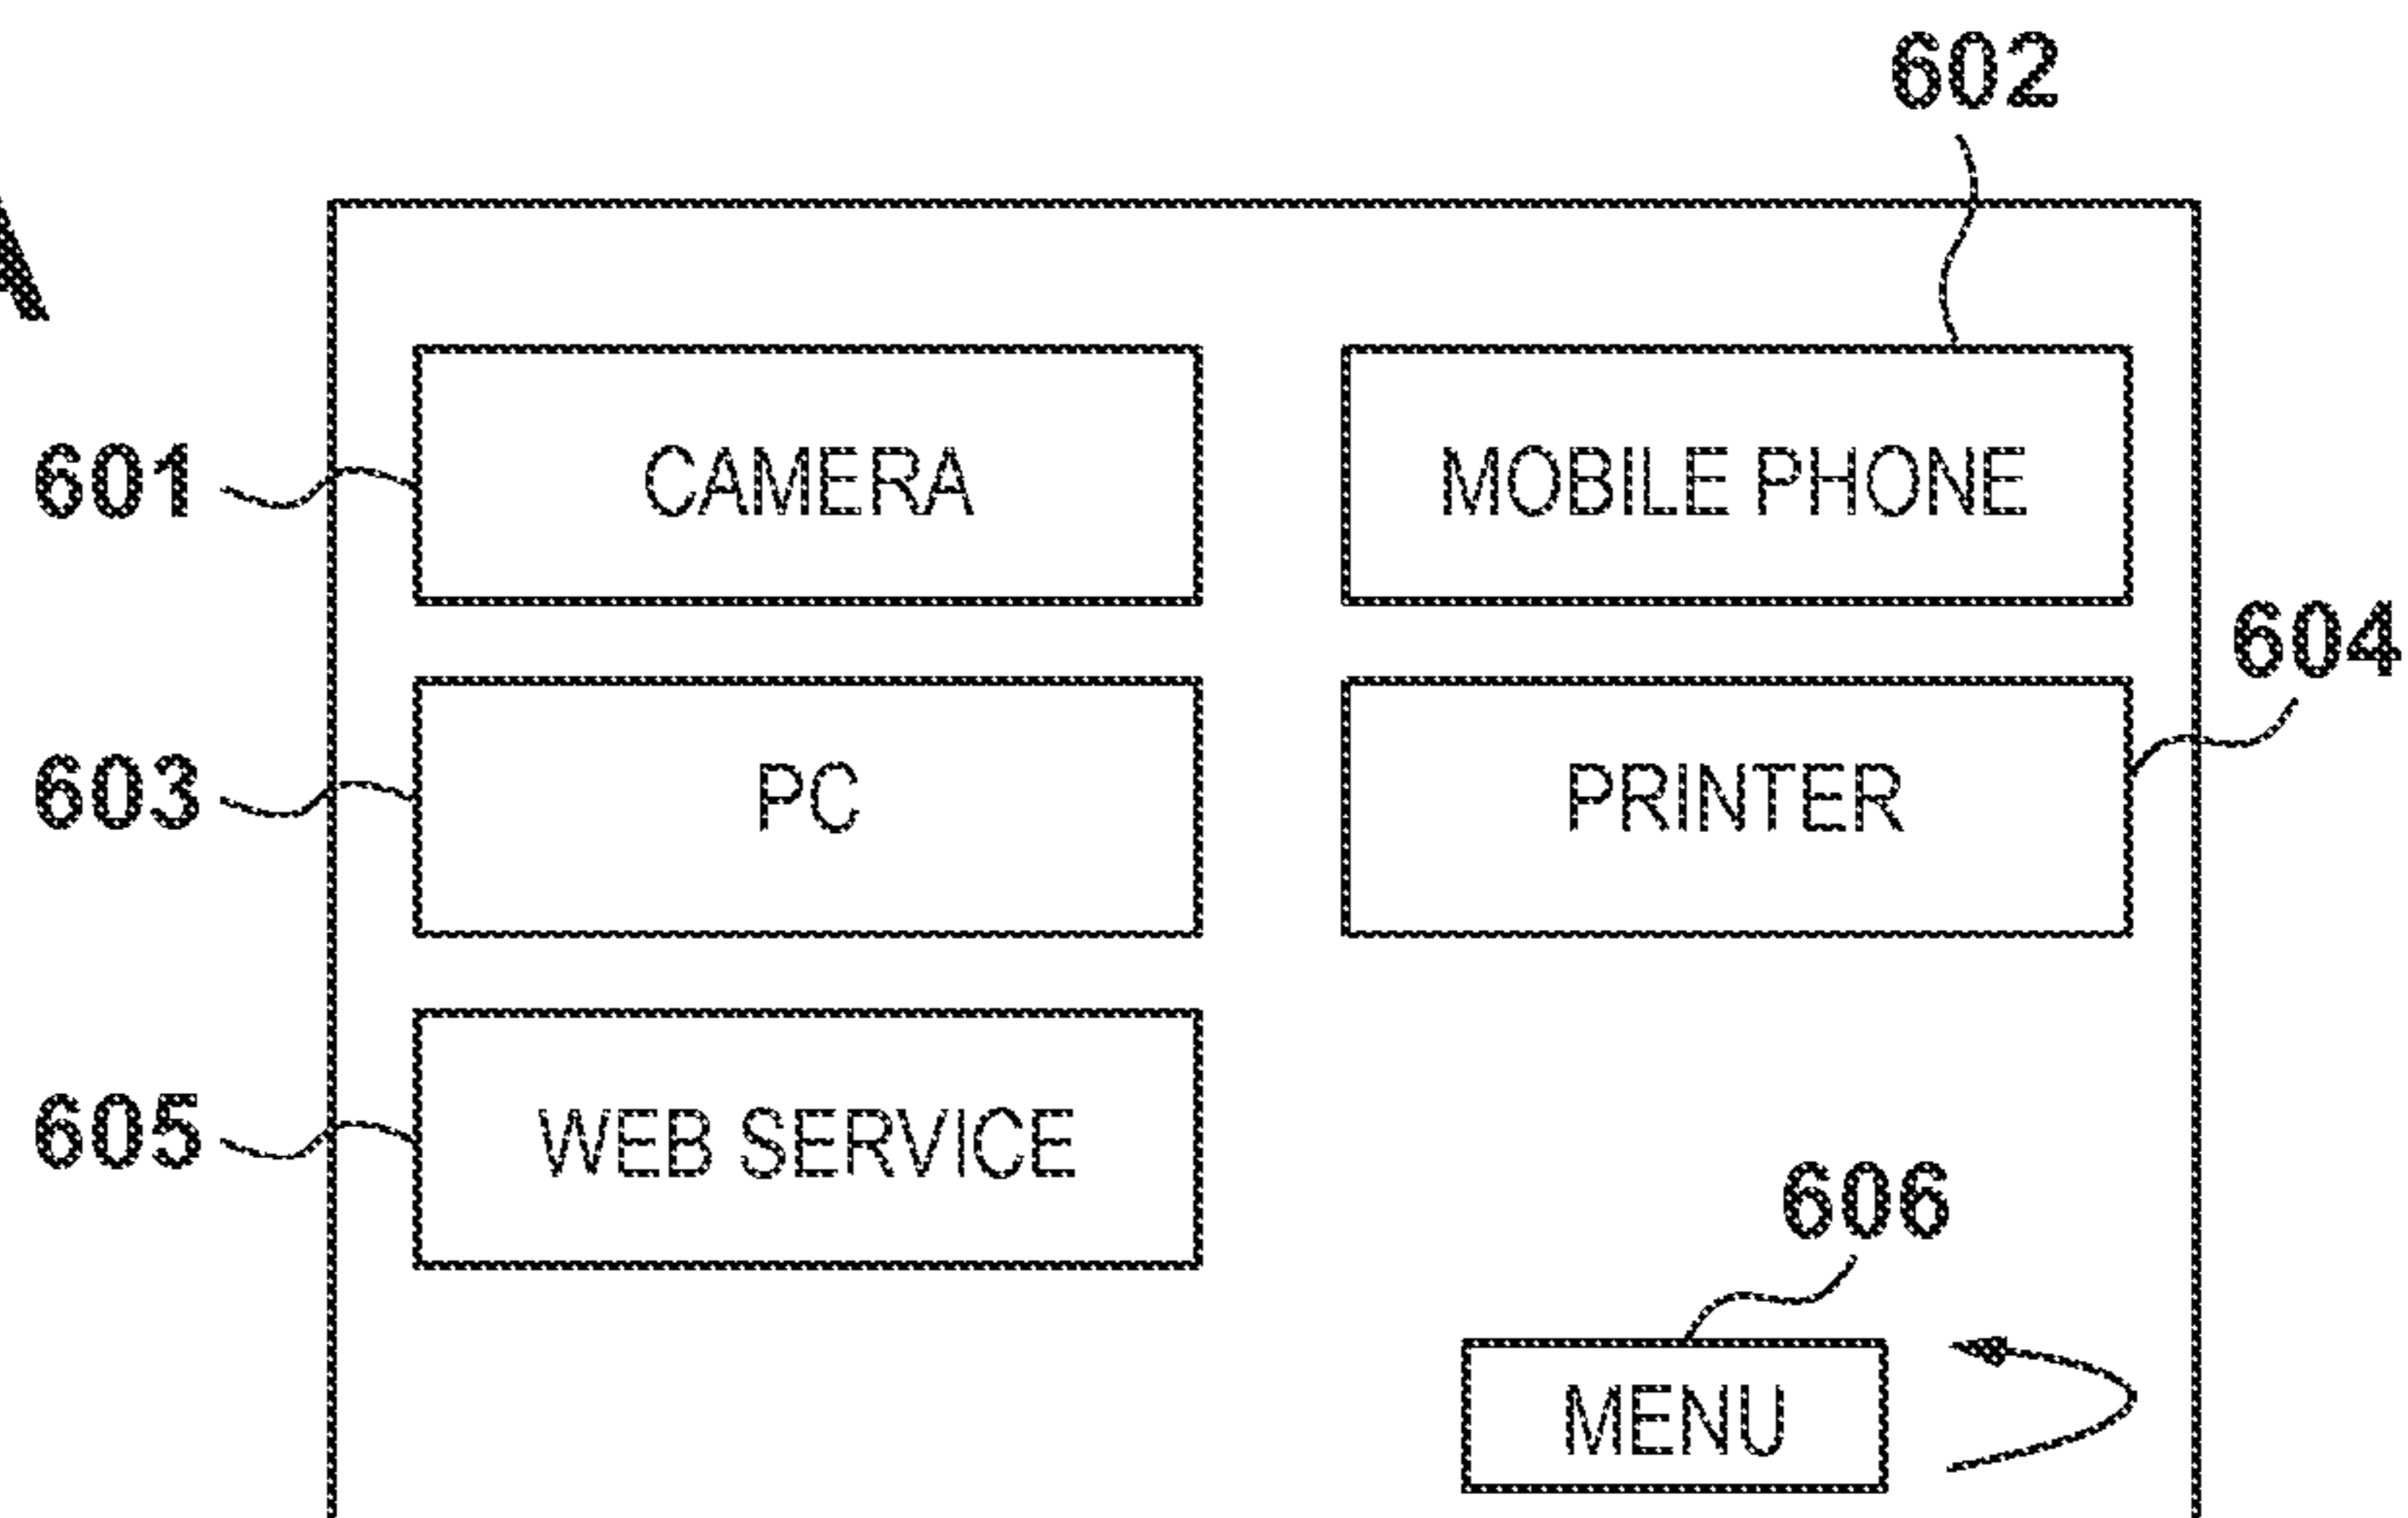 602
A
601
CAMERA
MOBILE PHONE
604
603
PC
PRINTER
605
WEB SERVICE
606
MENU